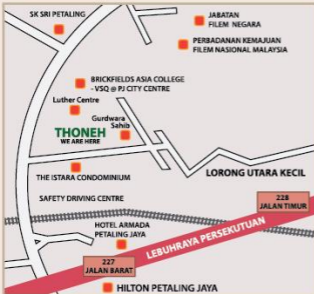 SK SRI PETALING
JABATAN
FILEM NEGARA
PERBADANAN KEMAJUAN
FILEM NASIONAL MALAYSIA
BRICKFIELDS ASIA COLLEGE
- VSQ @ PJ CITY CENTRE
Luther Centre
Gurdwara
Sahib
THONEH
WE ARE HERE
THE ISTARA CONDOMINIUM
LORONG UTARA KECIL
SAFETY DRIVING CENTRE
228
JALAN TIMUR
HOTEL ARMADA
PETALING JAYA
LEBUHRAYA PERSEKUTUAN
227
JALAN BARAT
HILTON PETALING JAYA